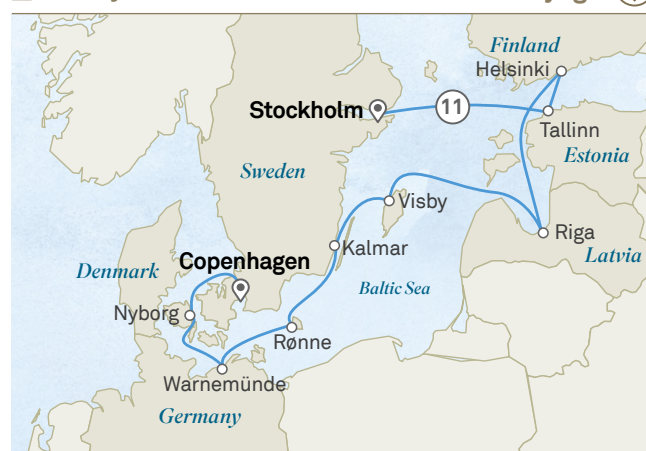 Finland
Helsinki
Stockholm
11
Tallinn
Estonia
Sweden
Visby
Riga
Kalmar
Latvia
Copenhagen
Denmark
Baltic Sea
Nyborg
Rønne
Warnemünde
Germany